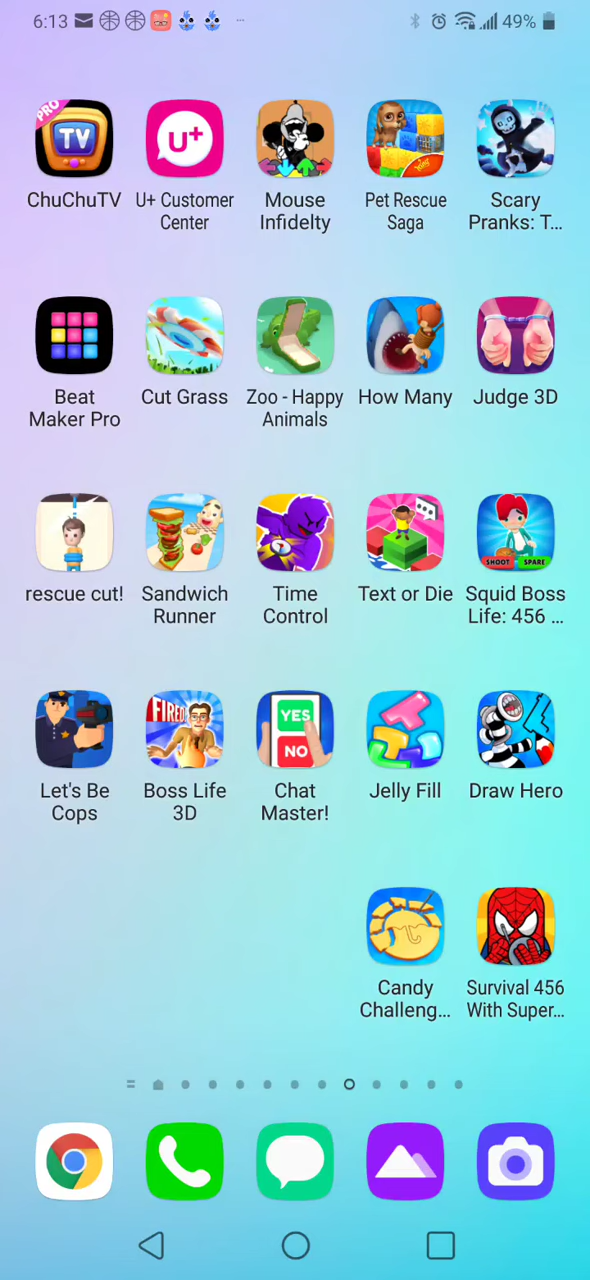 6:13
49%
PRO
TV
ChuChuTV
U+
U+ Customer
Center
Mouse
Infidelty
King
Pet Rescue
Saga
Scary
Pranks: T...
Beat
Maker Pro
Cut Grass
Zoo - Happy
Animals
How Many
Judge 3D
rescue cut!
Sandwich
Runner
Time
Control
Text or Die
SHOOT SPARE
Squid Boss
Life: 456 ...
Let's Be
Cops
FIRED
Boss Life
3D
YES
NO
Chat
Master!
Jelly Fill
Draw Hero
Candy
Challeng...
Survival 456
With Super...